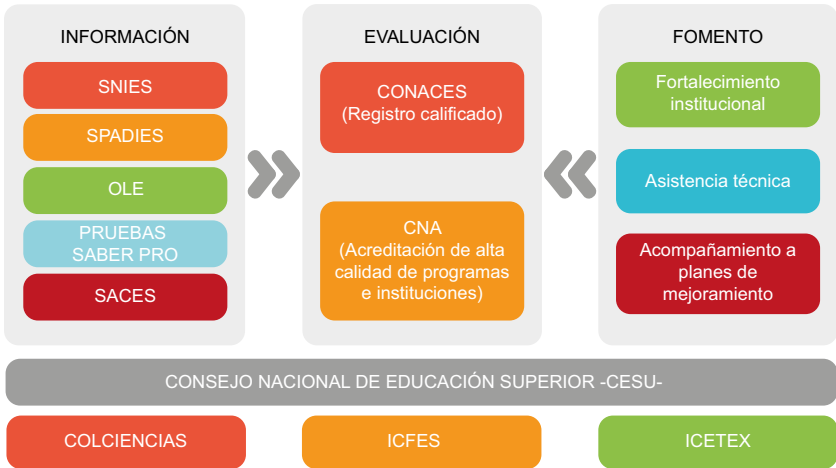 INFORMACIÓN
SNIES
SPADIES
OLE
PRUEBAS
SABER PRO
SACES
EVALUACIÓN
CONACES
(Registro calificado)
CNA
(Acreditación de alta
calidad de programas
e instituciones)
FOMENTO
Fortalecimiento
institucional
Asistencia técnica
Acompañamiento a
planes de
mejoramiento
CONSEJO NACIONAL DE EDUCACIÓN SUPERIOR -CESU-
COLCIENCIAS
ICFES
ICETEX